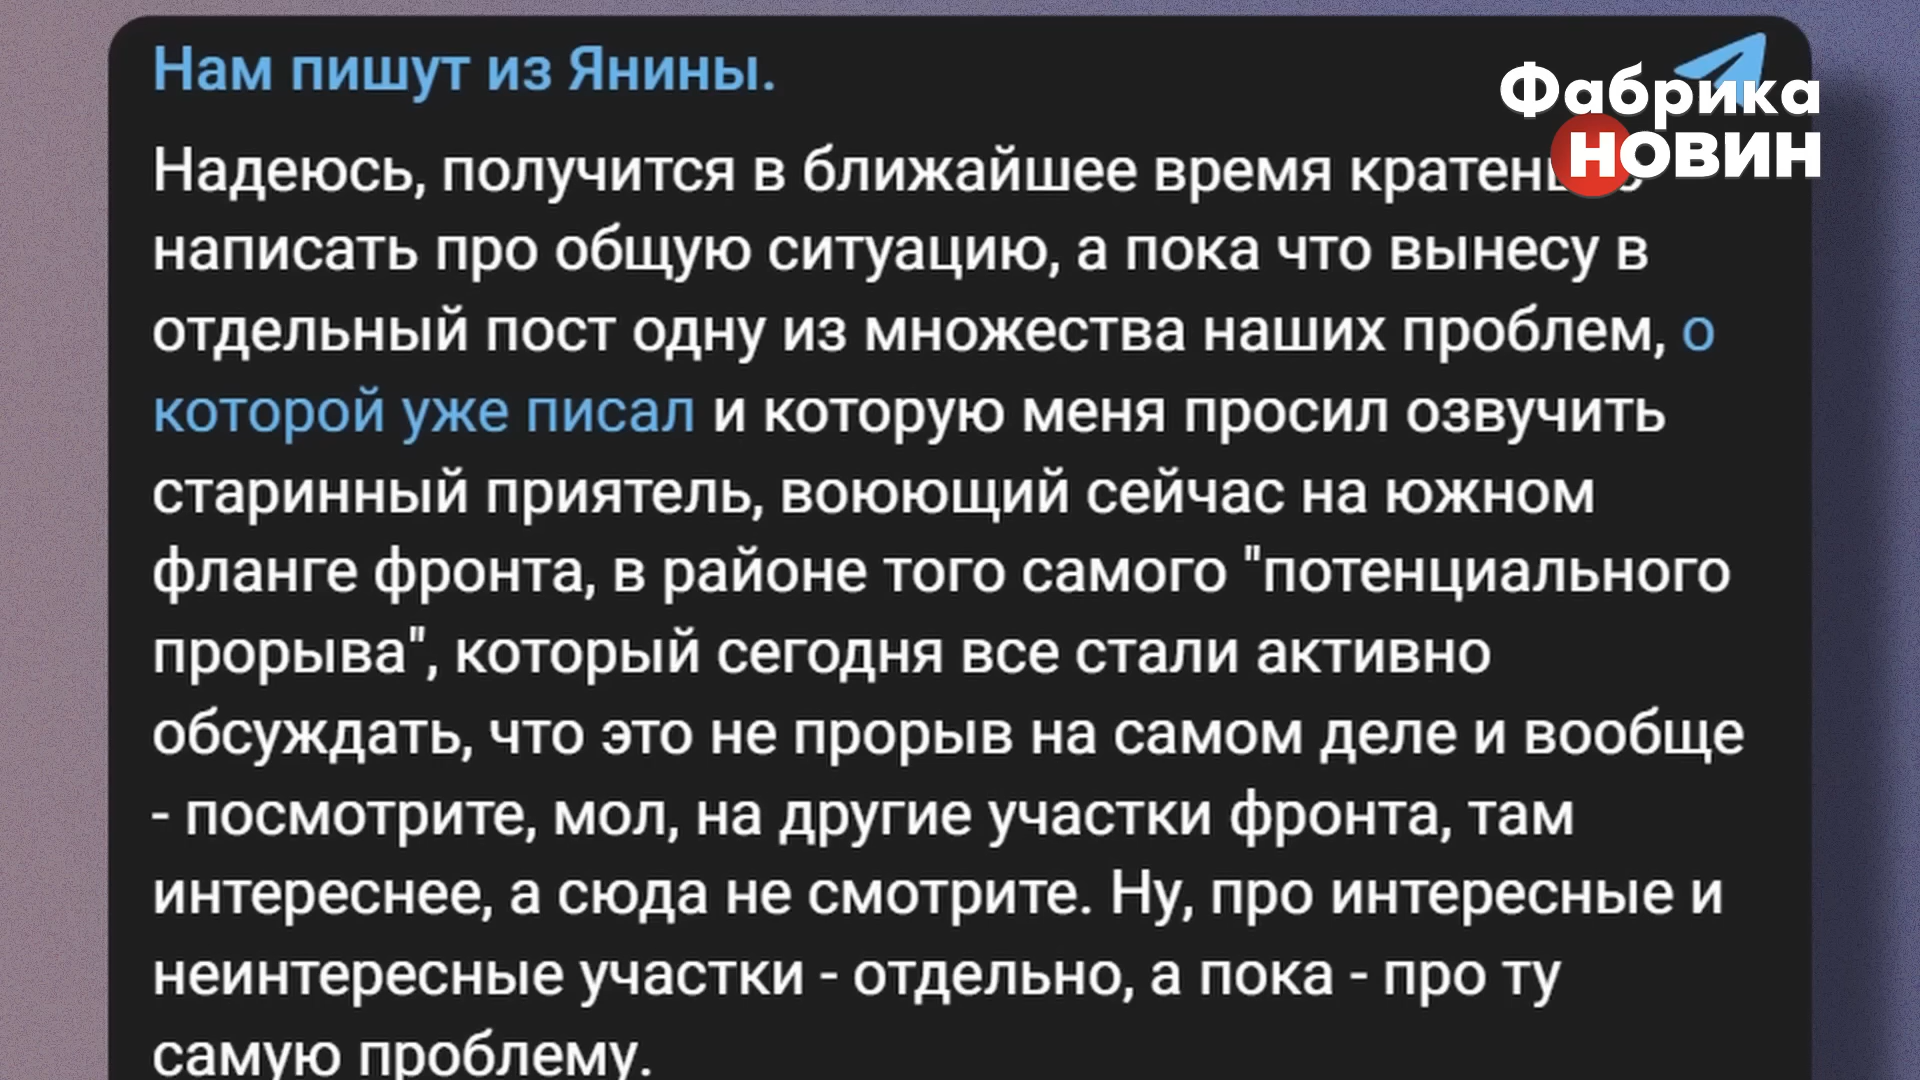 Нам пишут из Янины.
Фабрика
новин
Надеюсь, получится в ближайшее время
написать про общую ситуацию, а пока что вынесу в
отдельный пост одну из множества наших проблем, о
которой уже писал и которую меня просил озвучить
старинный приятель, воюющий сейчас на южном
фланге фронта, в районе того самого "потенциального
прорыва", который сегодня все стали активно
обсуждать, что это не прорыв на самом деле и вообще
- посмотрите, мол, на другие участки фронта, там
интереснее, а сюда не смотрите. Ну, про интересные и
неинтересные участки - отдельно, а пока - про ту
самую проблему.